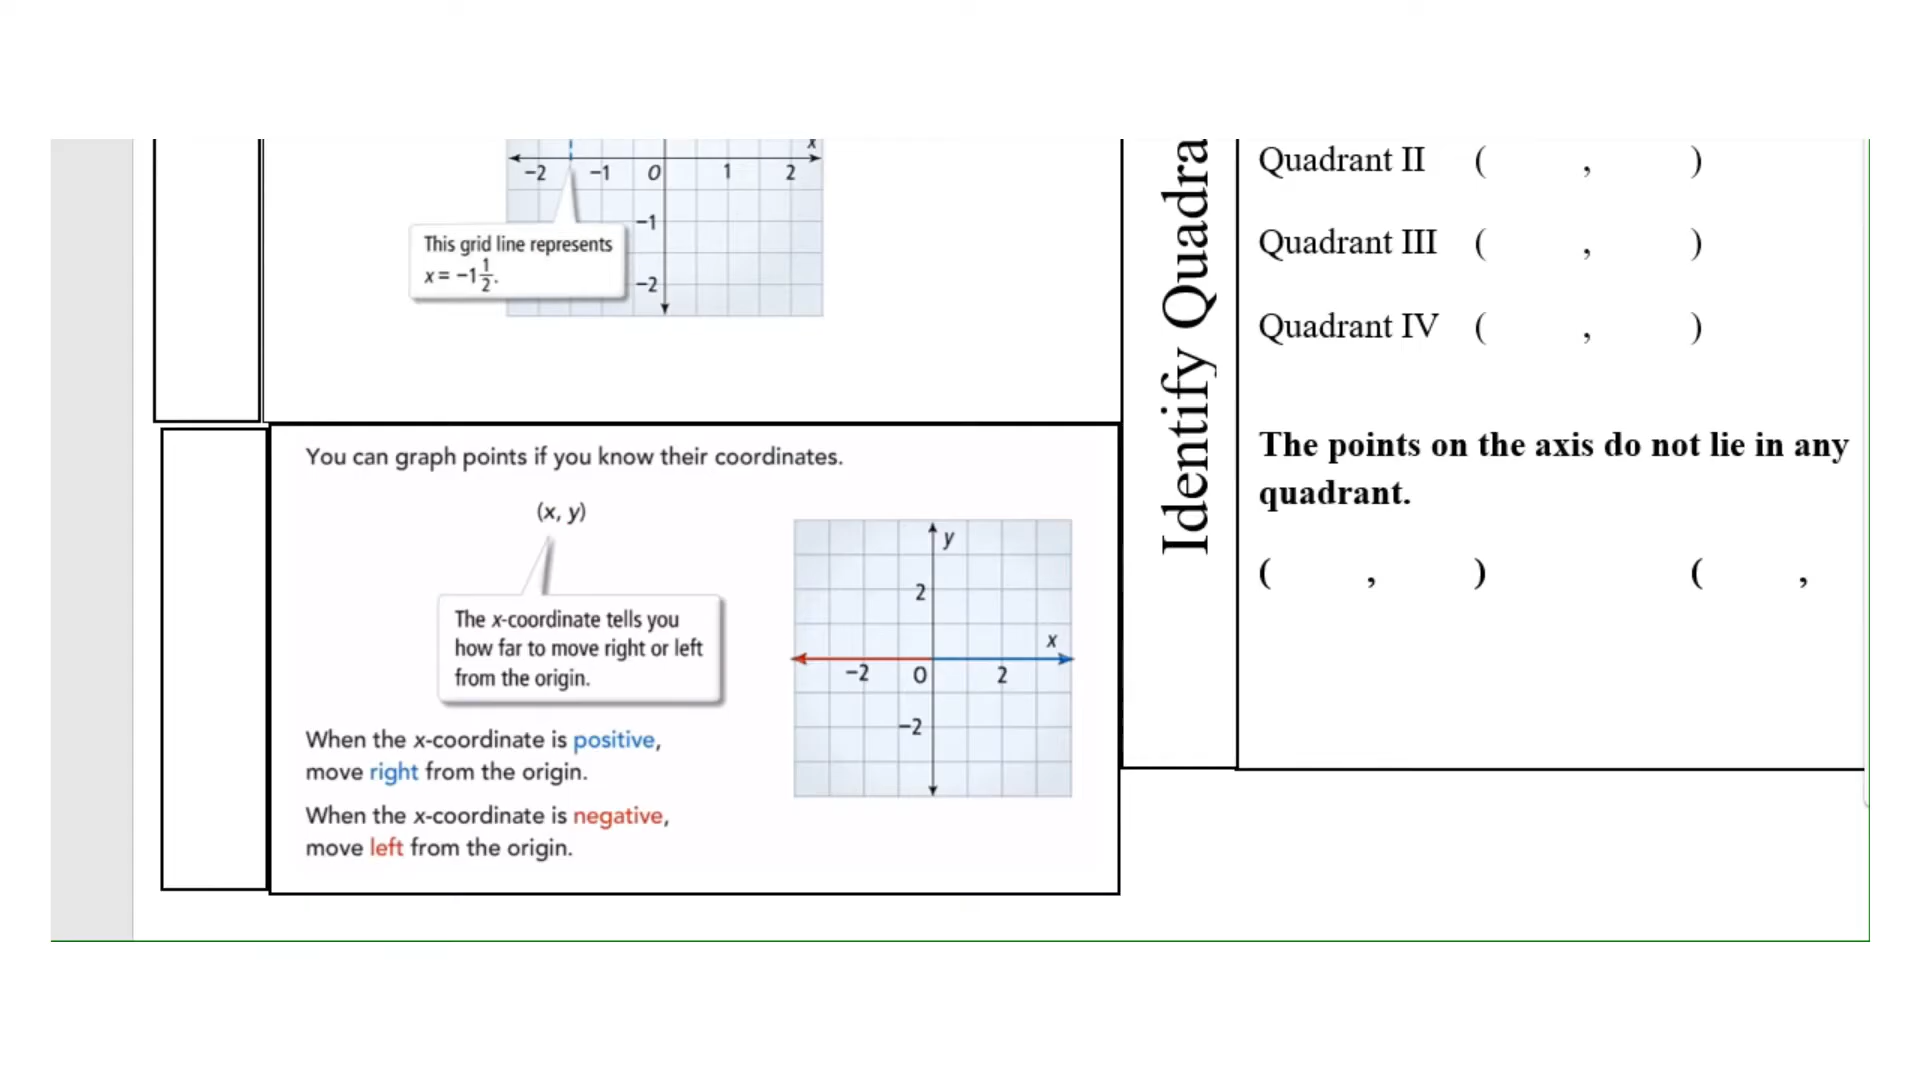 x
−2 −1 O 1 2
−1
This grid line represents
x = −1 1/2.
−2
You can graph points if you know their coordinates.
(x, y)
The x-coordinate tells you
how far to move right or left
from the origin.
When the x-coordinate is positive,
move right from the origin.
When the x-coordinate is negative,
move left from the origin.
y
2
x
−2 O 2
−2
Identify Quadra
Quadrant II ( , )
Quadrant III ( , )
Quadrant IV ( , )
The points on the axis do not lie in any
quadrant.
( , ) ( ,